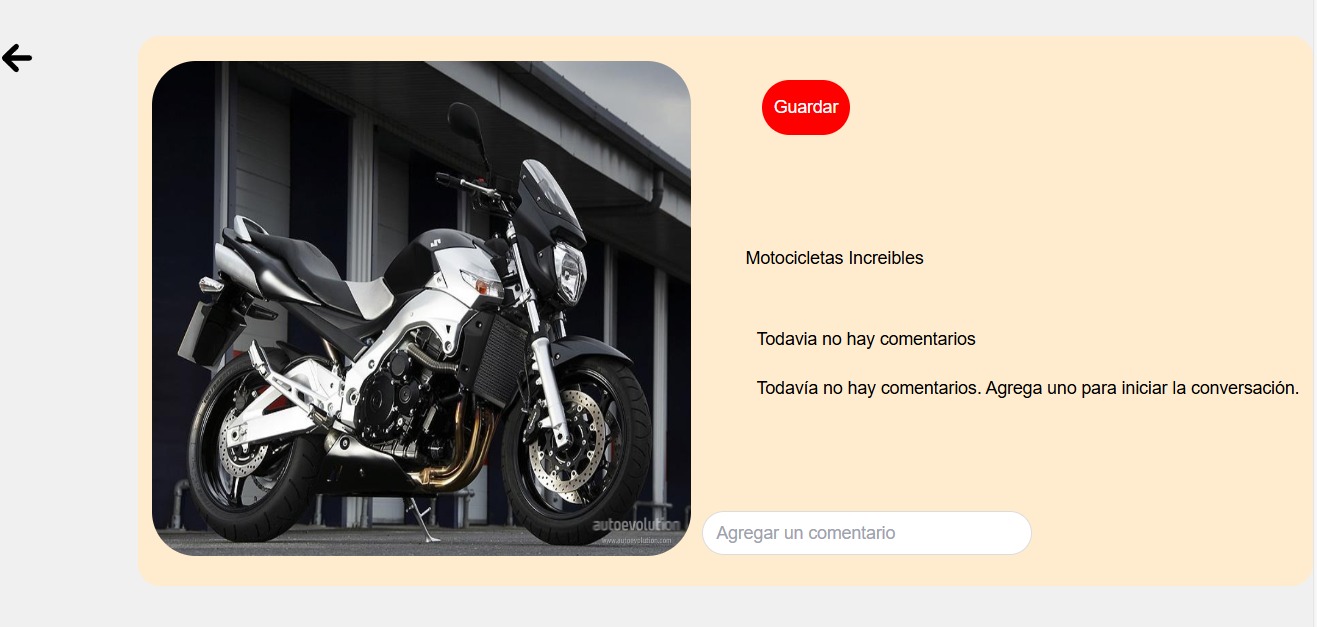 Guardar
Motocicletas Increibles
Todavia no hay comentarios
Todavía no hay comentarios. Agrega uno para iniciar la conversación.
Agregar un comentario
autoevolution
www.autoevolution.com